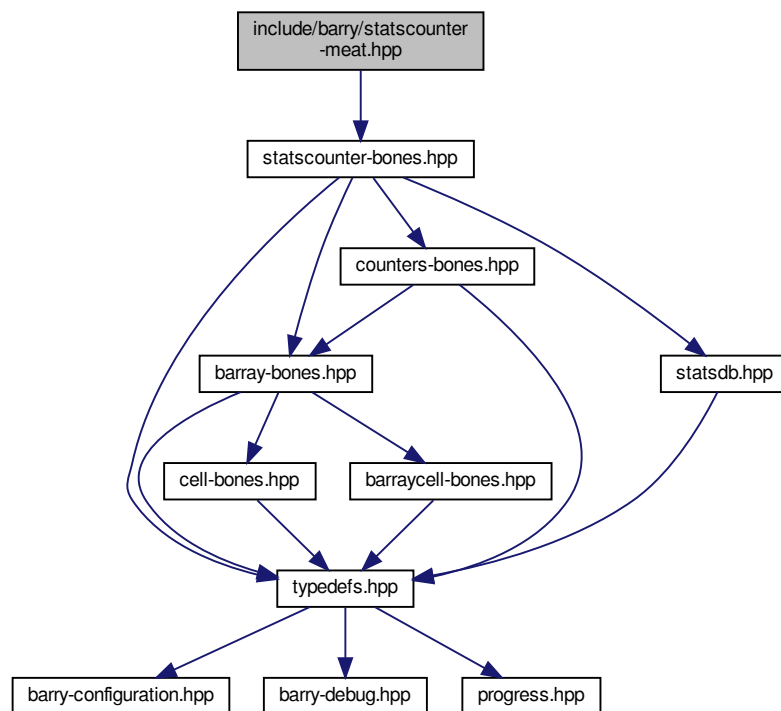 include/barry/statscounter
-meat.hpp
statscounter-bones.hpp
counters-bones.hpp
barray-bones.hpp
statsdb.hpp
cell-bones.hpp
barraycell-bones.hpp
typedefs.hpp
barry-configuration.hpp
barry-debug.hpp
progress.hpp